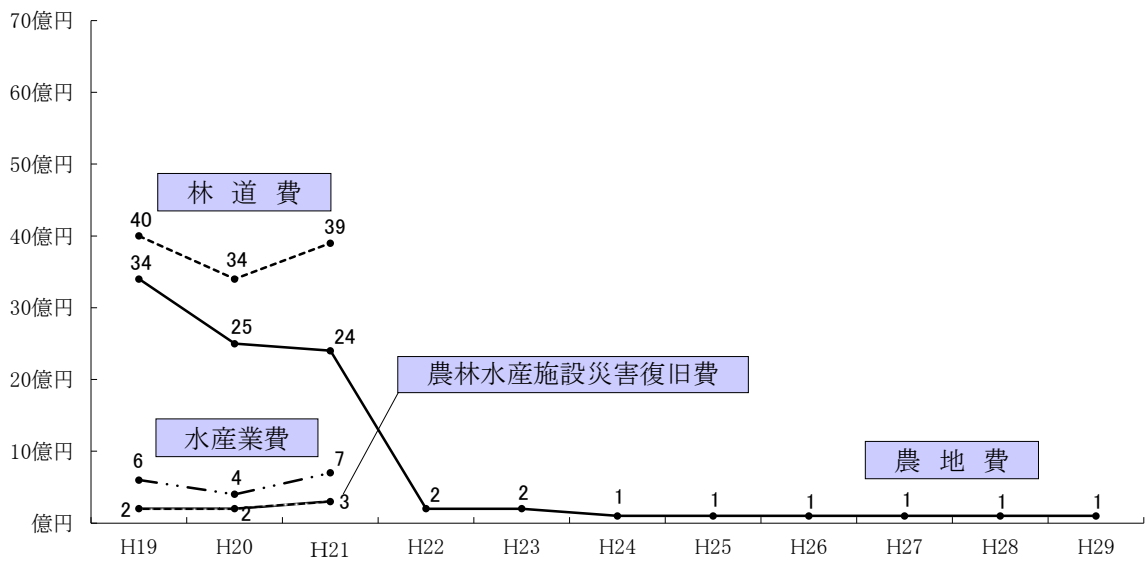 70億円
60億円
50億円
40億円
30億円
20億円
10億円
億円
林 道 費
40
34
39
34
25
24
農林水産施設災害復旧費
水産業費
6
4
7
2
2
3
農 地 費
2
2
1
1
1
1
1
1
H19
H20
H21
H22
H23
H24
H25
H26
H27
H28
H29